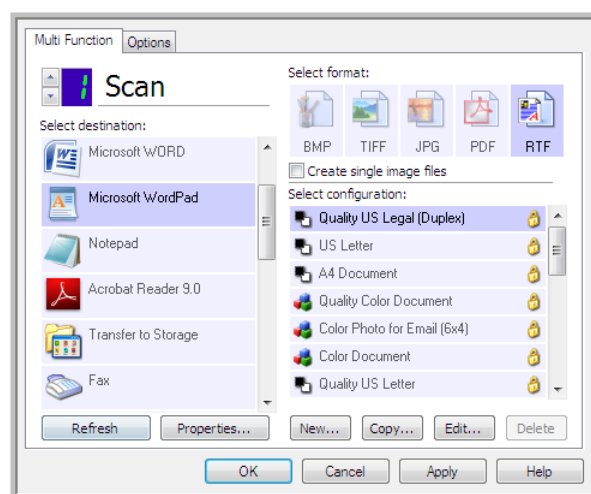 Multi Function
Options
1
Scan
Select destination:
Microsoft WORD
Microsoft WordPad
Notepad
Acrobat Reader 9.0
Transfer to Storage
Fax
Refresh
Properties...
Select format:
BMP TIFF JPG PDF RTF
Create single image files
Select configuration:
Quality US Legal (Duplex)
US Letter
A4 Document
Quality Color Document
Color Photo for Email (6x4)
Color Document
Quality US Letter
New...
Copy...
Edit...
Delete
OK
Cancel
Apply
Help